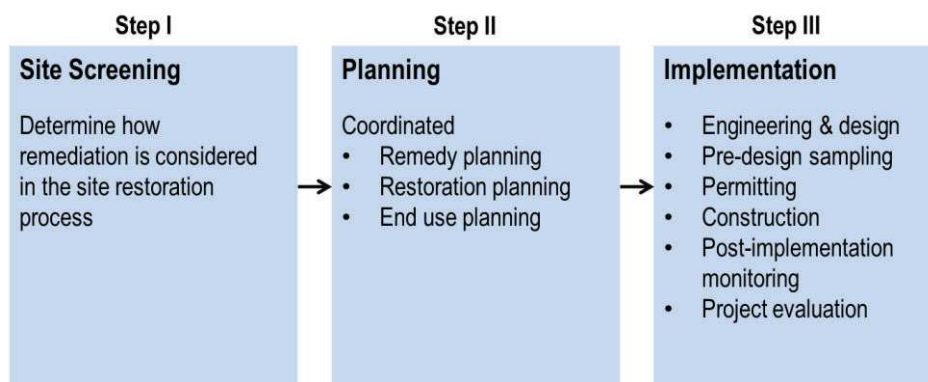 Step I
Site Screening
Determine how
remediation is considered
in the site restoration
process
Step II
Planning
Coordinated
• Remedy planning
• Restoration planning
• End use planning
Step III
Implementation
• Engineering & design
• Pre-design sampling
• Permitting
• Construction
• Post-implementation
monitoring
• Project evaluation